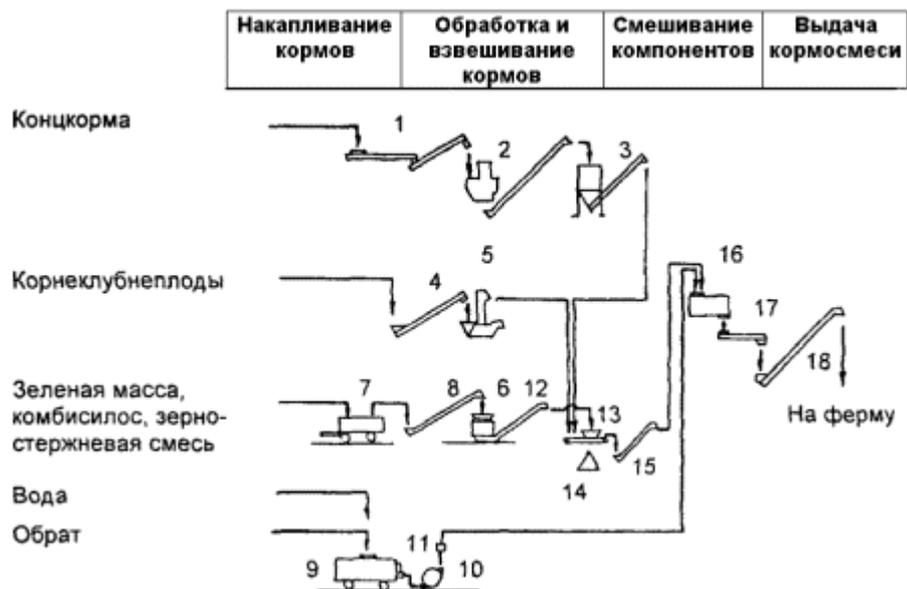 Накапливание кормов
Обработка и взвешивание кормов
Смешивание компонентов
Выдача кормосмеси
Концкорма
1
2
3
Корнеклубнеплоды
4
5
16
17
18
На ферму
Зеленая масса,
комбисилос, зерно-
стержневая смесь
7
8
6
12
13
14
15
Вода
Обрат
9
10
11